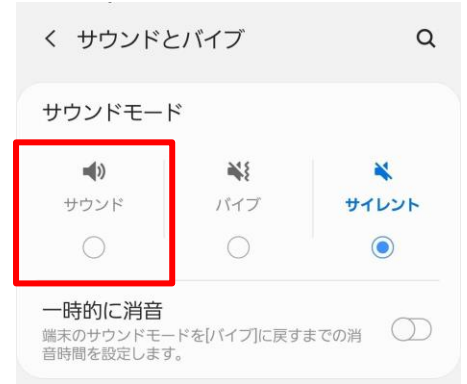 サウンドとバイブ
サウンドモード
サウンド
バイブ
サイレント
一時的に消音
端末のサウンドモードを[バイブ]に戻すまでの消
音時間を設定します。